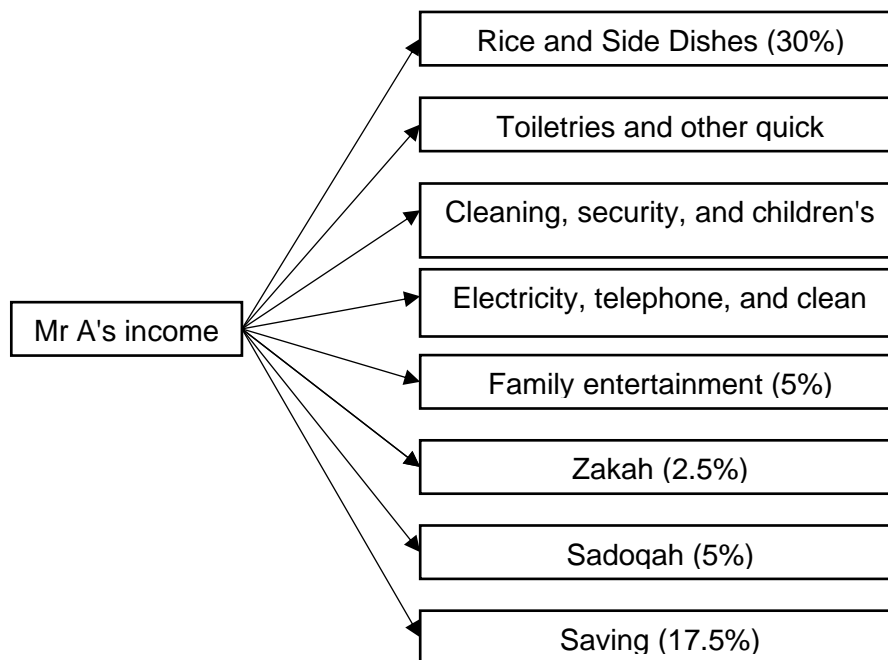 Rice and Side Dishes (30%)
Toiletries and other quick
Cleaning, security, and children's
Electricity, telephone, and clean
Mr A's income
Family entertainment (5%)
Zakah (2.5%)
Sadoqah (5%)
Saving (17.5%)